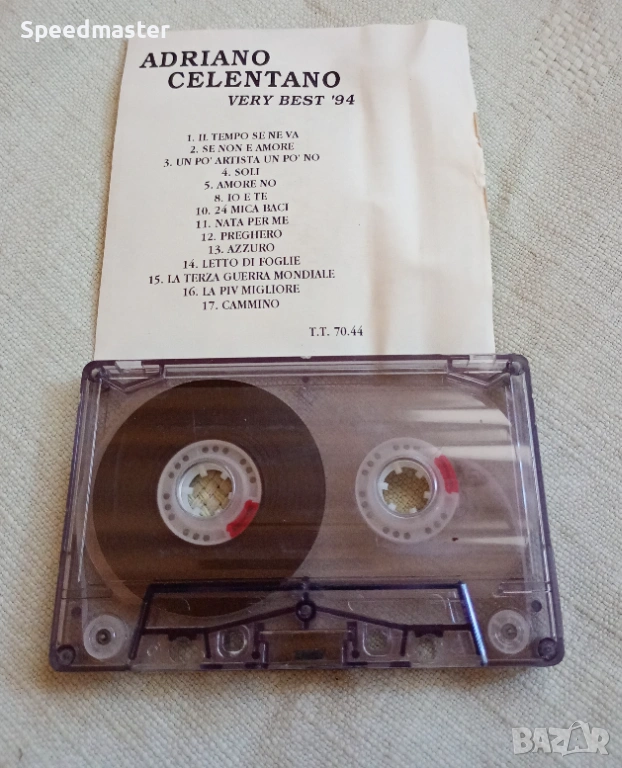 Speedmaster
ADRIANO
CELENTANO
VERY BEST '94
1. IL TEMPO SE NE VA
2. SE NON E AMORE
3. UN PO' ARTISTA UN PO' NO
4. SOLI
5. AMORE NO
8. IO E TE
10. 24 MICA BACI
11. NATA PER ME
12. PREGHERO
13. AZZURO
14. LETTO DI FOGLIE
15. LA TERZA GUERRA MONDIALE
16. LA PIV MIGLIORE
17. CAMMINO
T.T. 70.44
BAZAR